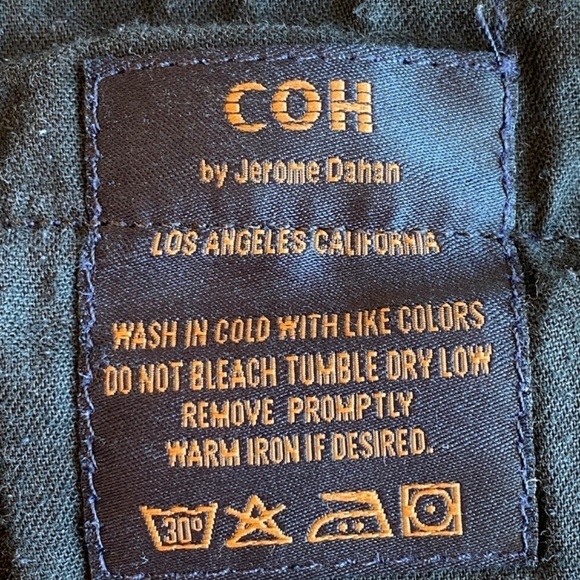 COH
by Jerome Dahan
LOS ANGELES CALIFORNIA
WASH IN COLD WITH LIKE COLORS
DO NOT BLEACH TUMBLE DRY LOW
REMOVE PROMPTLY
WARM IRON IF DESIRED.
30°